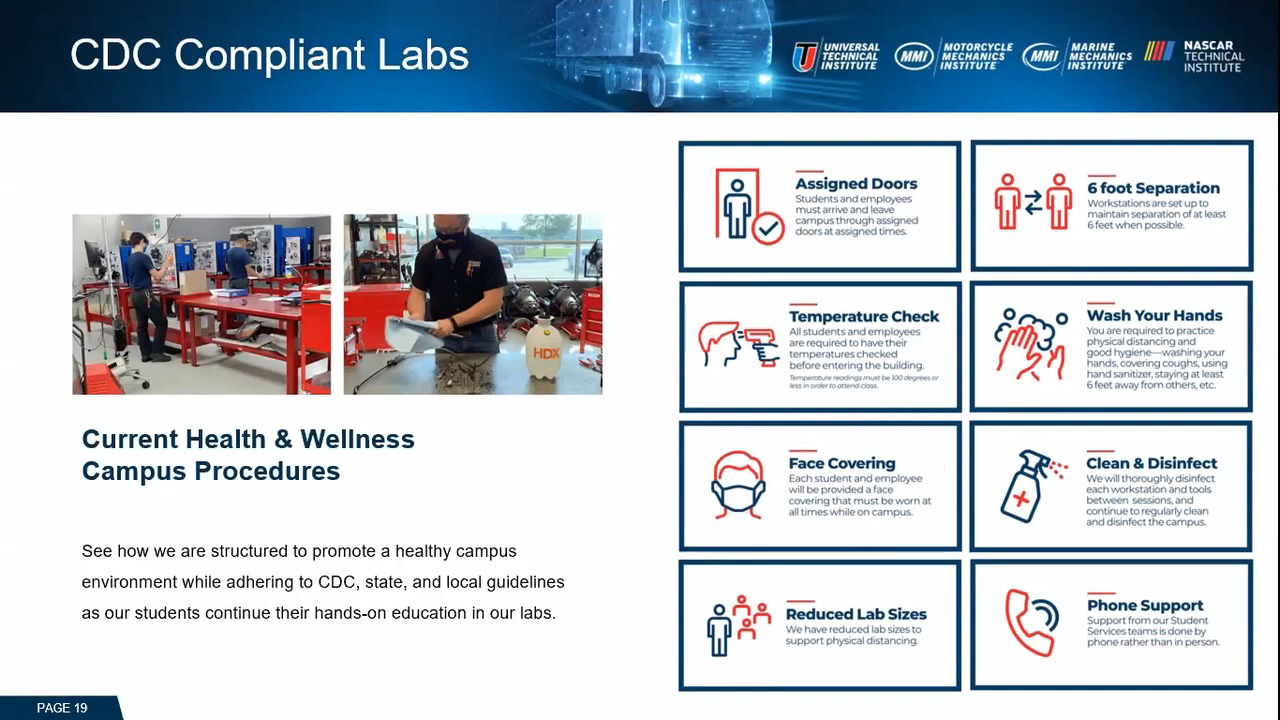 CDC Compliant Labs
UNIVERSAL
TECHNICAL
INSTITUTE
MMI
MOTORCYCLE
MECHANICS
INSTITUTE
MMI
MARINE
MECHANICS
INSTITUTE
NASCAR
TECHNICAL
INSTITUTE
HDX
Current Health & Wellness
Campus Procedures
See how we are structured to promote a healthy campus
environment while adhering to CDC, state, and local guidelines
as our students continue their hands-on education in our labs.
Assigned Doors
Students and employees
must arrive and leave
campus through assigned
doors at assigned times.
6 foot Separation
Workstations are set up to
maintain separation of at least
6 feet when possible.
Temperature Check
All students and employees
are required to have their
temperatures checked
before entering the building.
Temperature readings must be 100 degrees or
less in order to attend class.
Wash Your Hands
You are required to practice
physical distancing and
good hygiene—washing your
hands, covering coughs, using
hand sanitizer, staying at least
6 feet away from others, etc.
Face Covering
Each student and employee
will be provided a face
covering that must be worn at
all times while on campus.
Clean & Disinfect
We will thoroughly disinfect
each workstation and tools
between sessions, and
continue to regularly clean
and disinfect the campus.
Reduced Lab Sizes
We have reduced lab sizes to
support physical distancing.
Phone Support
Support from our Student
Services teams is done by
phone rather than in person.
PAGE 19